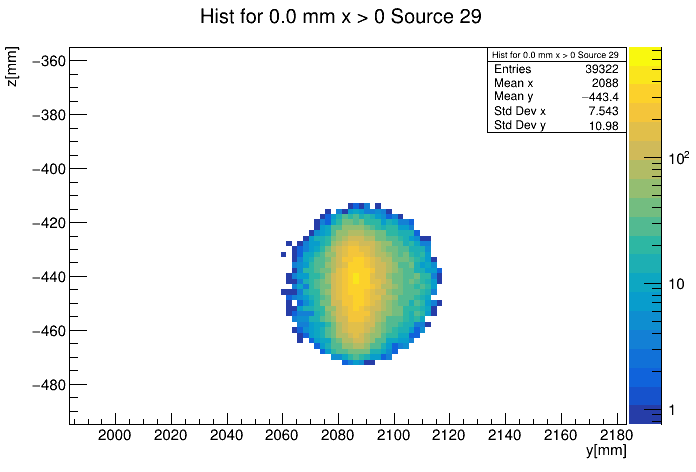 Hist for 0.0 mm x > 0 Source 29
z[mm]
Hist for 0.0 mm x > 0 Source 29
Entries 39322
Mean x 2088
Mean y −443.4
Std Dev x 7.543
Std Dev y 10.98
−360
−380
−400
−420
−440
−460
−480
10²
10
1
2000 2020 2040 2060 2080 2100 2120 2140 2160 2180
y[mm]